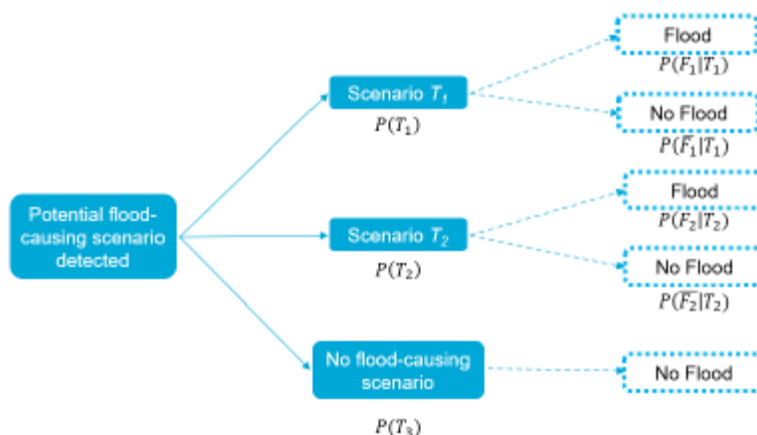 Flood
P(F₁|T₁)
Scenario T₁
P(T₁)
No Flood
P(F̅₁|T₁)
Flood
P(F₂|T₂)
Potential flood-
causing scenario
detected
Scenario T₂
P(T₂)
No Flood
P(F̅₂|T₂)
No flood-causing
scenario
No Flood
P(T₃)